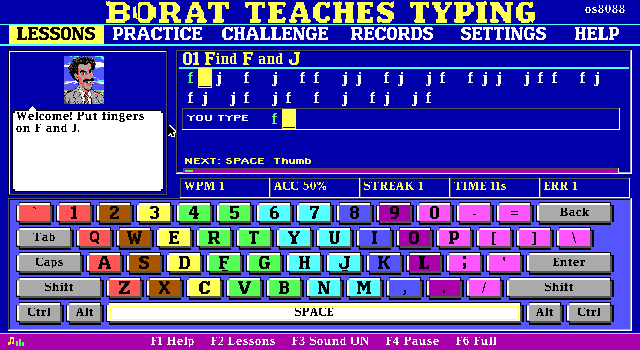 BORAT TEACHES TYPING
os8088
LESSONS PRACTICE CHALLENGE RECORDS SETTINGS HELP
01 Find F and J
f j f j f f j j f j f j j j f f f j
f j j f f j f j j f
Welcome! Put fingers
on F and J.
YOU TYPE f
NEXT: SPACE Thumb
WPM 1 ACC 50% STREAK 1 TIME 11s ERR 1
` 1 2 3 4 5 6 7 8 9 0 - = Back
Tab Q W E R T Y U I O P [ ] \
Caps A S D F G H J K L ; ' Enter
Shift Z X C V B N M , . / Shift
Ctrl Alt SPACE Alt Ctrl
F1 Help F2 Lessons F3 Sound ON F4 Pause F6 Full